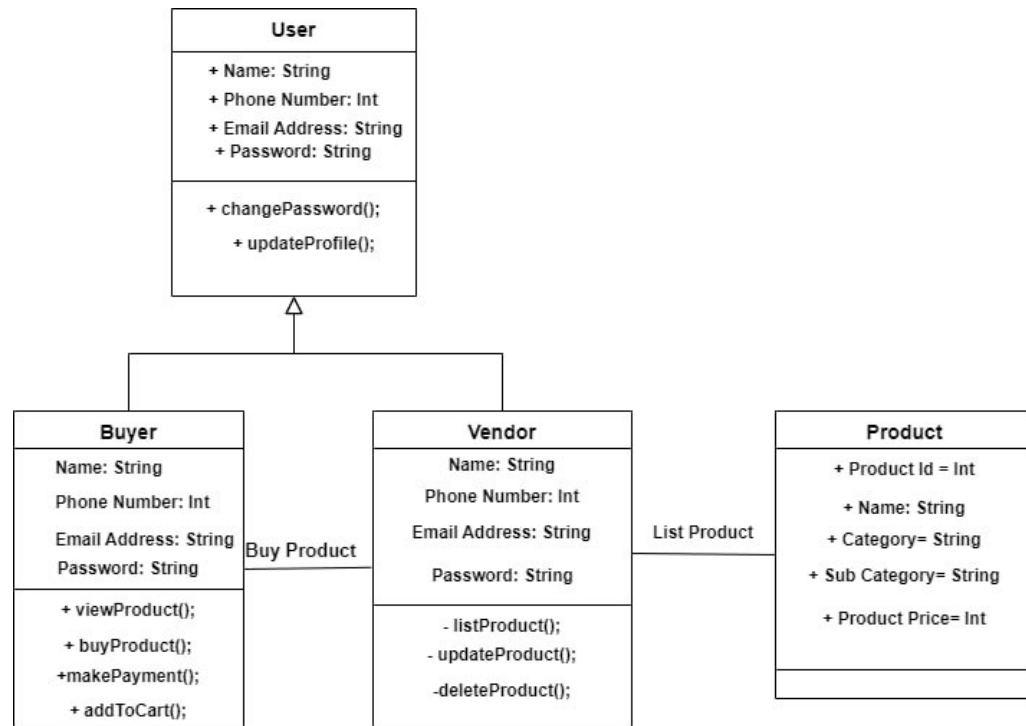 User
+ Name: String
+ Phone Number: Int
+ Email Address: String
+ Password: String
+ changePassword();
+ updateProfile();
Buyer
Name: String
Phone Number: Int
Email Address: String
Password: String
+ viewProduct();
+ buyProduct();
+makePayment();
+ addToCart();
Buy Product
Vendor
Name: String
Phone Number: Int
Email Address: String
Password: String
- listProduct();
- updateProduct();
-deleteProduct();
List Product
Product
+ Product Id = Int
+ Name: String
+ Category= String
+ Sub Category= String
+ Product Price= Int